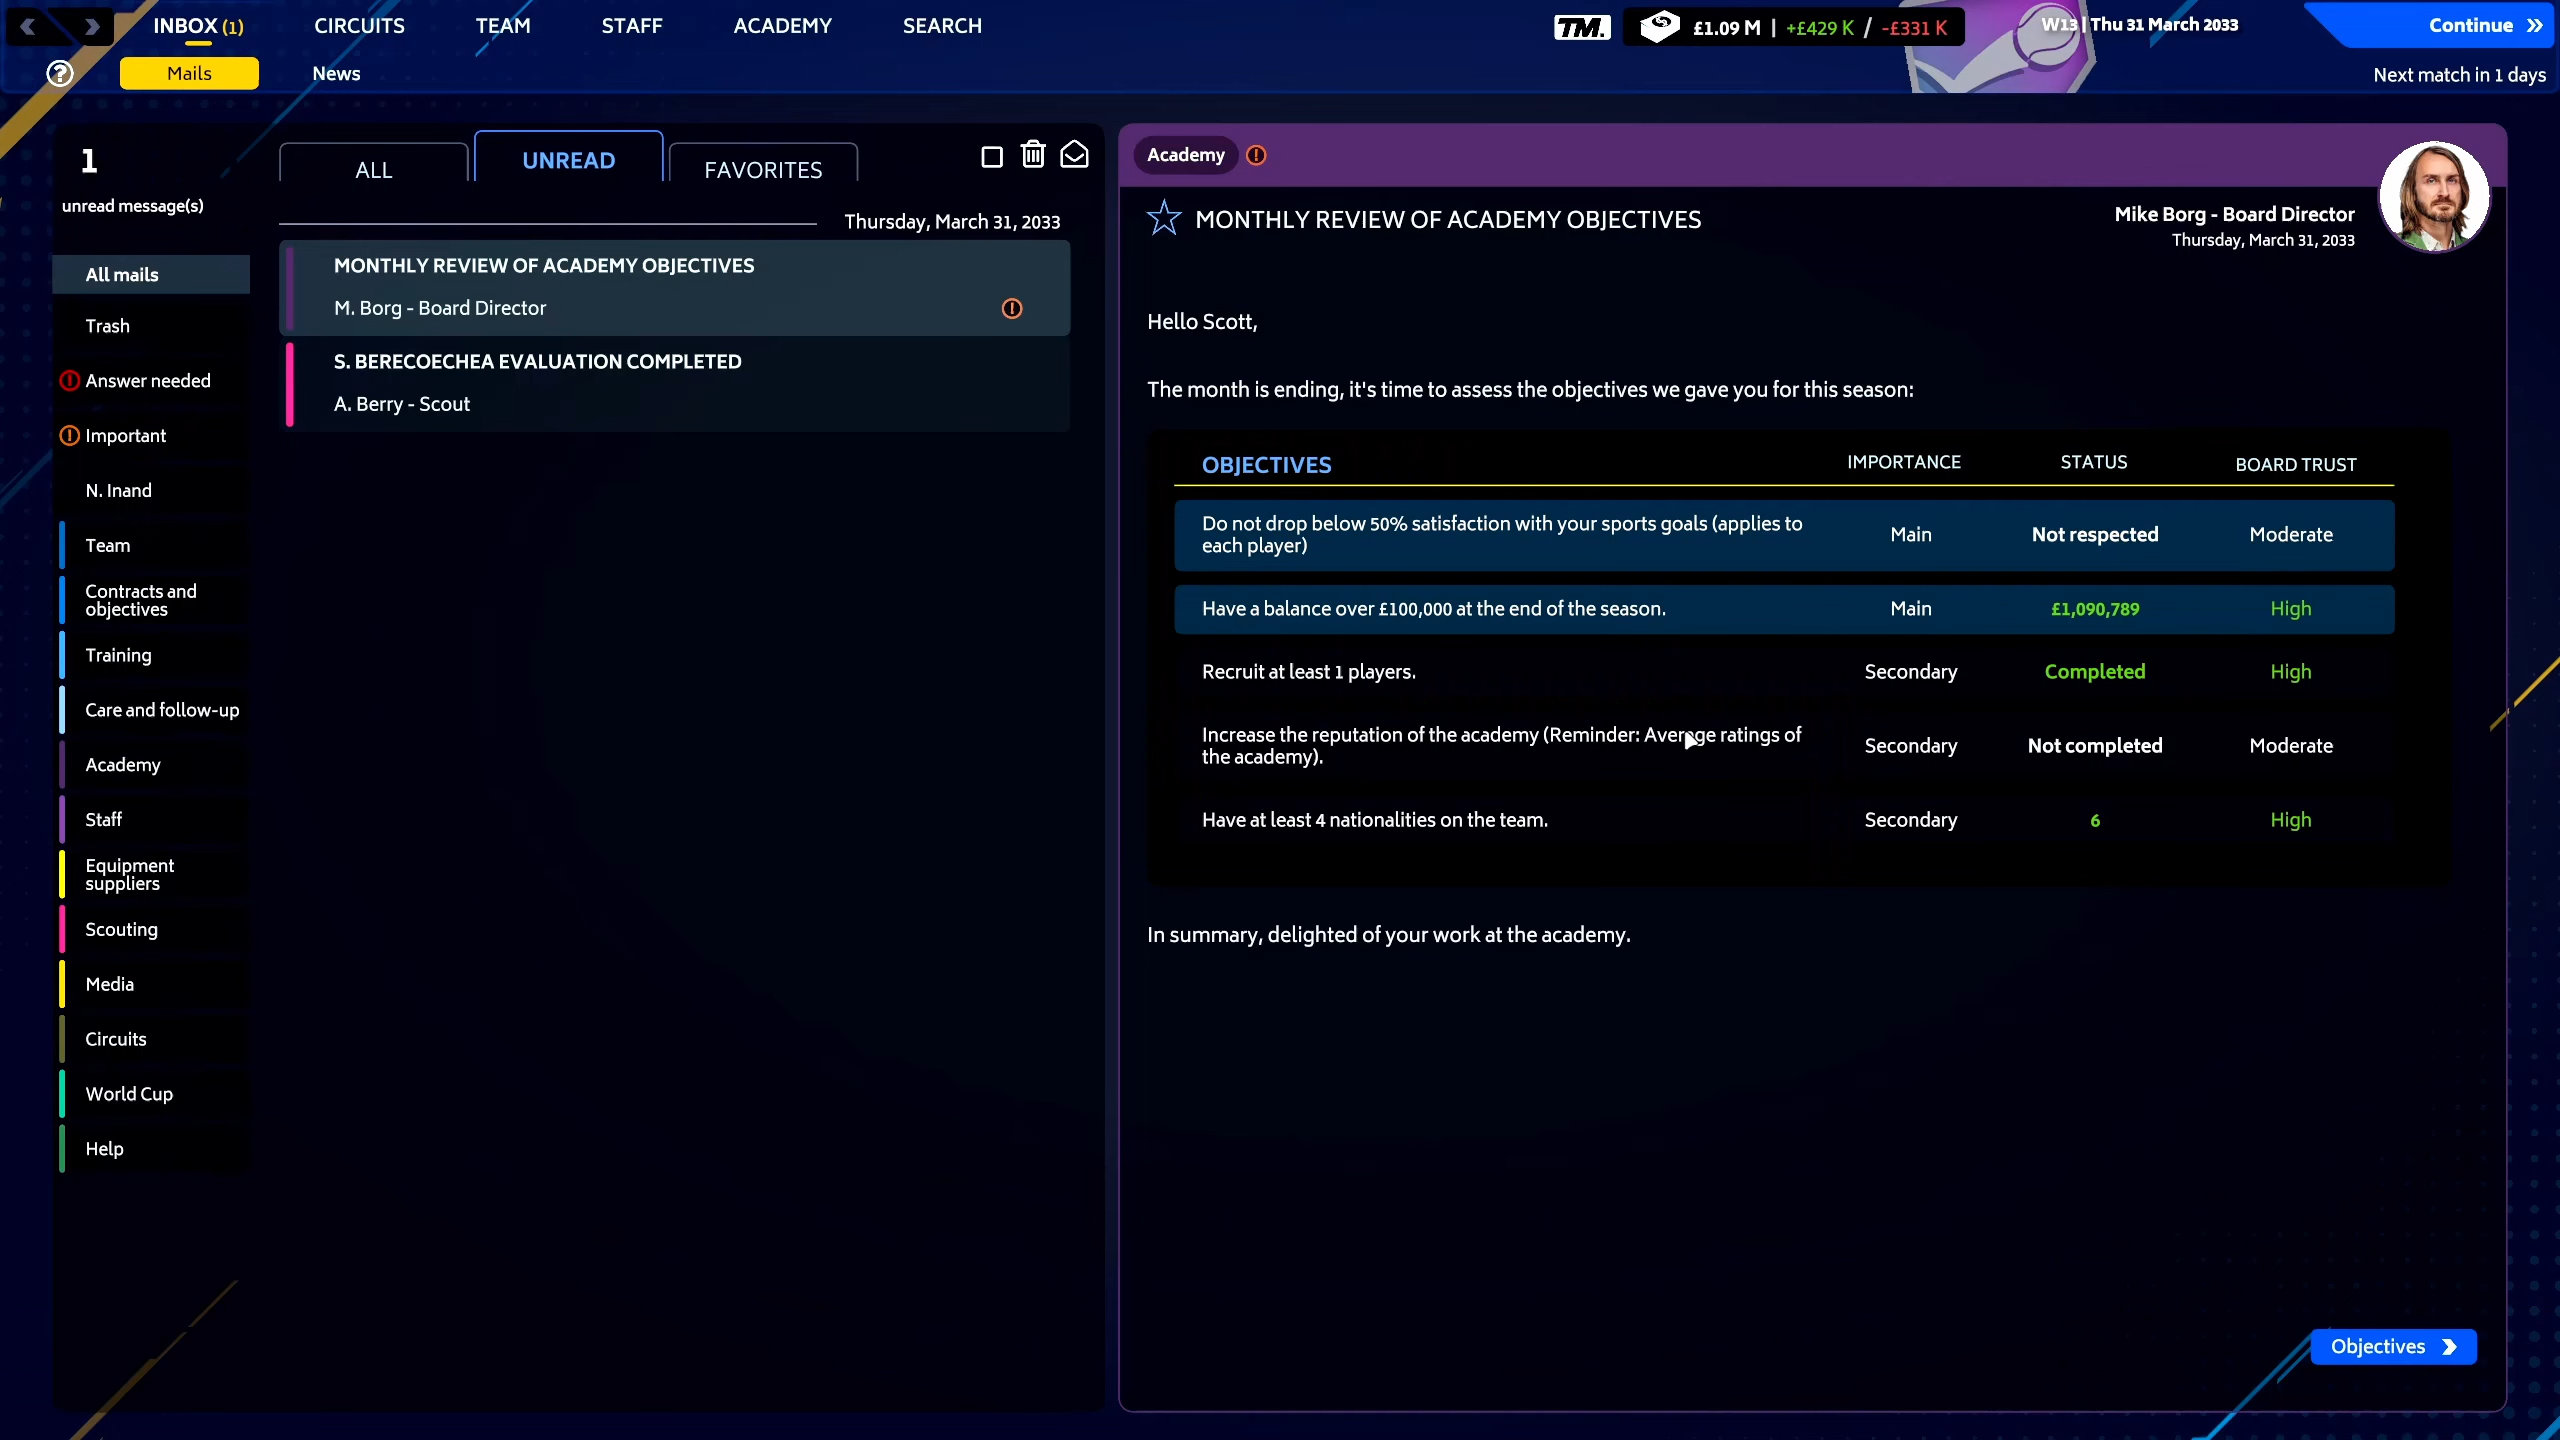 INBOX (1)
CIRCUITS
TEAM
STAFF
ACADEMY
SEARCH
TM.
£1.09 M | +£429 K / -£331 K
W13 | Thu 31 March 2033
Continue
Mails
News
Next match in 1 days
1
unread message(s)
ALL
UNREAD
FAVORITES
All mails
Trash
Answer needed
Important
N. Inand
Team
Contracts and
objectives
Training
Care and follow-up
Academy
Staff
Equipment
suppliers
Scouting
Media
Circuits
World Cup
Help
Thursday, March 31, 2033
MONTHLY REVIEW OF ACADEMY OBJECTIVES
M. Borg - Board Director
S. BERECOECHEA EVALUATION COMPLETED
A. Berry - Scout
Academy
MONTHLY REVIEW OF ACADEMY OBJECTIVES
Mike Borg - Board Director
Thursday, March 31, 2033
Hello Scott,
The month is ending, it's time to assess the objectives we gave you for this season:
OBJECTIVES IMPORTANCE STATUS BOARD TRUST
Do not drop below 50% satisfaction with your sports goals (applies to
each player)
Main Not respected Moderate
Have a balance over £100,000 at the end of the season. Main £1,090,789 High
Recruit at least 1 players. Secondary Completed High
Increase the reputation of the academy (Reminder: Average ratings of
the academy).
Secondary Not completed Moderate
Have at least 4 nationalities on the team. Secondary 6 High
In summary, delighted of your work at the academy.
Objectives